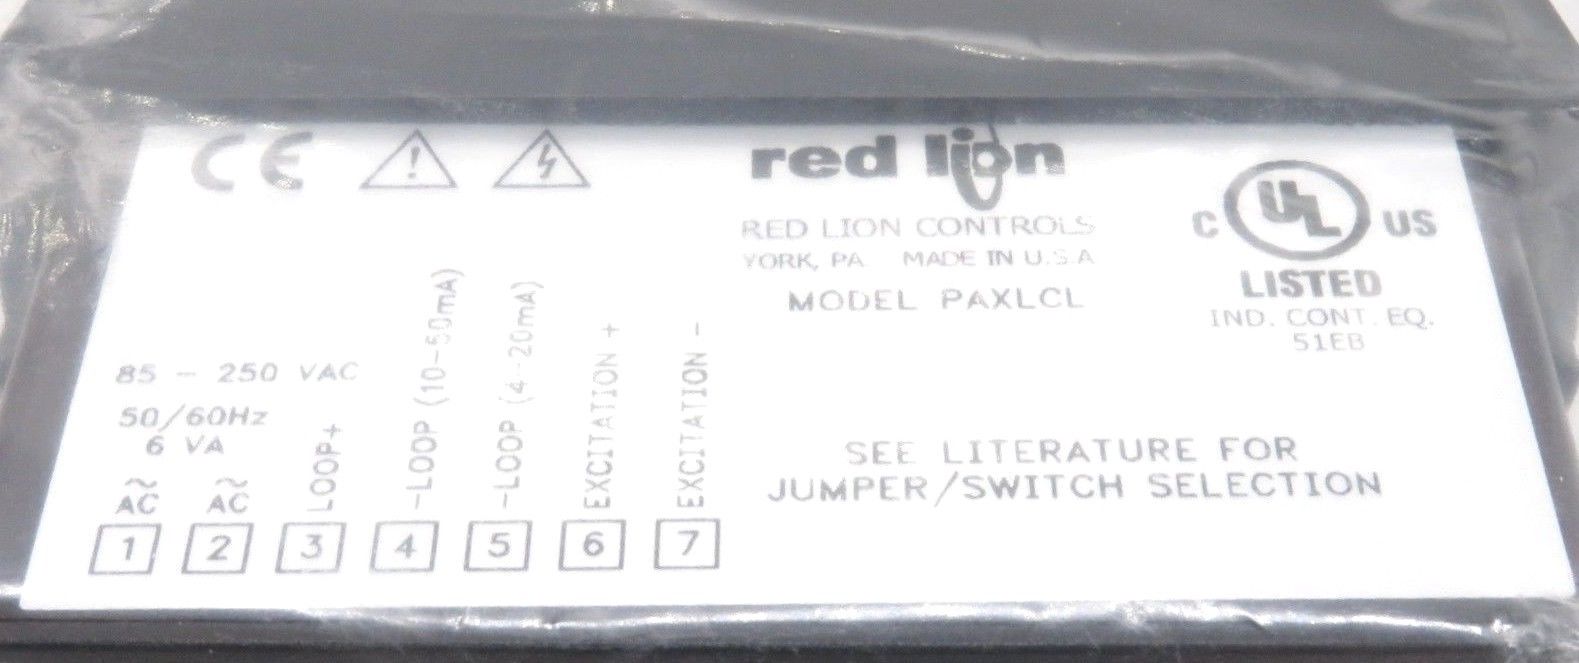 CE
red lion
RED LION CONTROLS
YORK, PA MADE IN U.S.A
MODEL PAXLCL
C UL US
LISTED
IND. CONT. EQ.
51EB
85 - 250 VAC
50/60Hz
6 VA
~ AC
~ AC
LOOP+
-LOOP (10-50mA)
-LOOP (4-20mA)
EXCITATION +
EXCITATION -
1 2 3 4 5 6 7
SEE LITERATURE FOR
JUMPER/SWITCH SELECTION